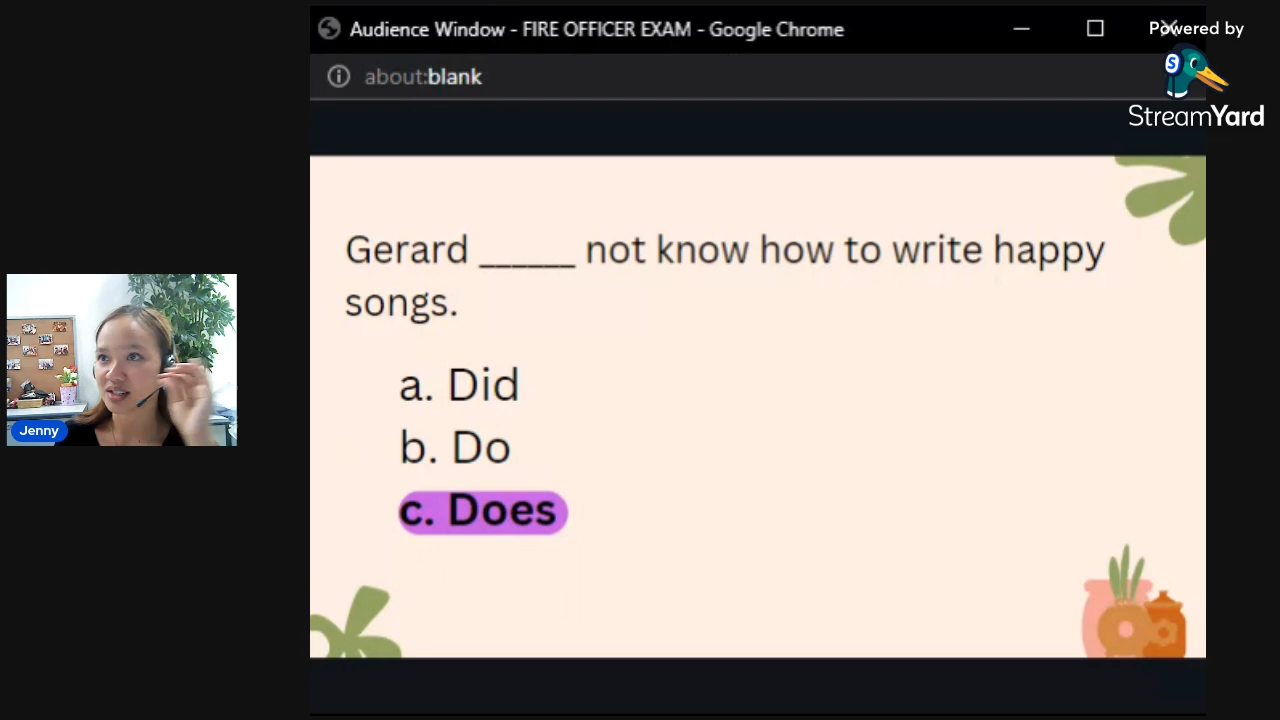 Audience Window - FIRE OFFICER EXAM - Google Chrome
Powered by
about:blank
StreamYard
Gerard ______ not know how to write happy
songs.
a. Did
b. Do
c. Does
Jenny